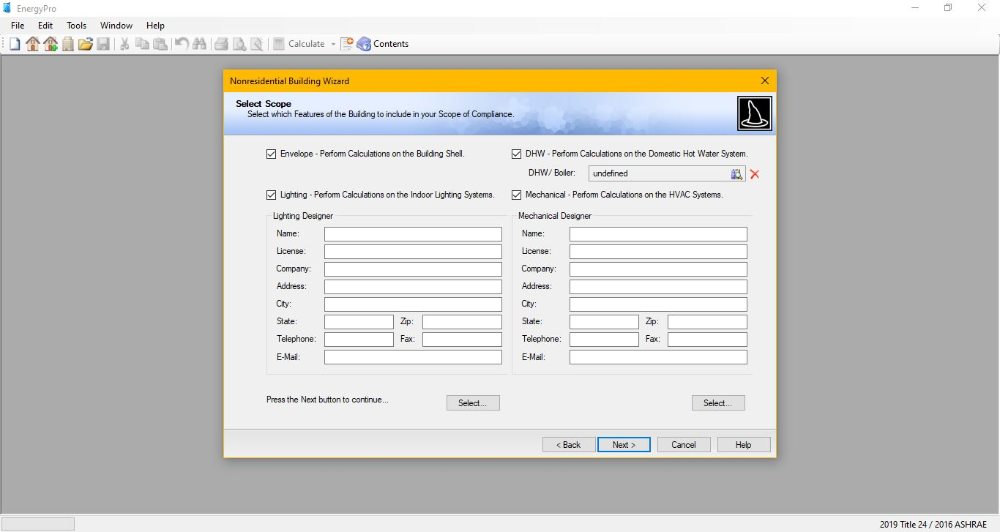 EnergyPro
File Edit Tools Window Help
Calculate Contents
Nonresidential Building Wizard
Select Scope
Select which Features of the Building to include in your Scope of Compliance.
Envelope - Perform Calculations on the Building Shell.
DHW - Perform Calculations on the Domestic Hot Water System.
DHW/ Boiler: undefined
Lighting - Perform Calculations on the Indoor Lighting Systems.
Mechanical - Perform Calculations on the HVAC Systems.
Lighting Designer
Name:
License:
Company:
Address:
City:
State: Zip:
Telephone: Fax:
E-Mail:
Mechanical Designer
Name:
License:
Company:
Address:
City:
State: Zip:
Telephone: Fax:
E-Mail:
Press the Next button to continue...
Select... Select...
< Back Next > Cancel Help
2019 Title 24 / 2016 ASHRAE